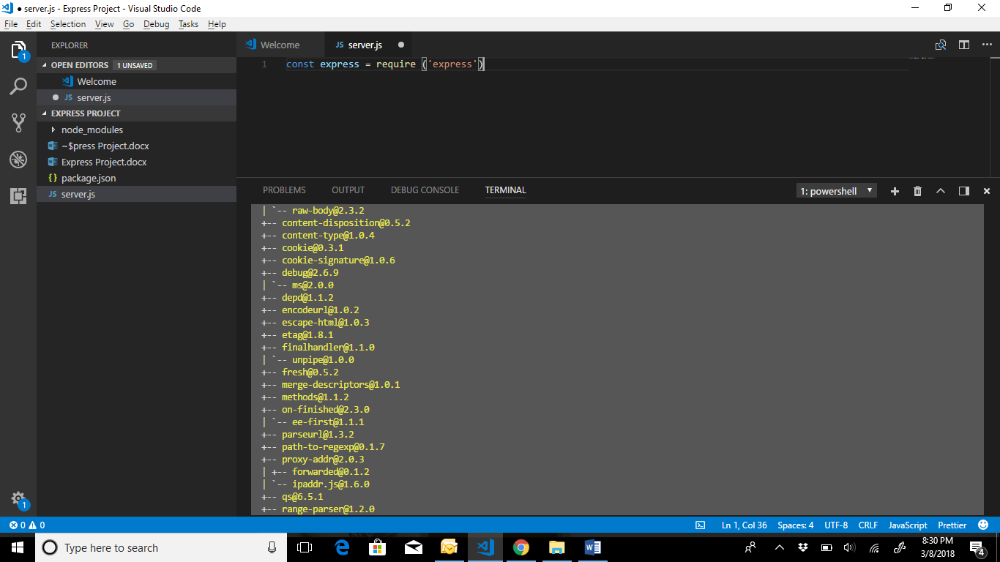 ● server.js - Express Project - Visual Studio Code
File Edit Selection View Go Debug Tasks Help
EXPLORER
OPEN EDITORS 1 UNSAVED
Welcome
● JS server.js
EXPRESS PROJECT
node_modules
~$press Project.docx
Express Project.docx
{} package.json
JS server.js
1
1
Welcome JS server.js ●
1 const express = require ('express')
PROBLEMS OUTPUT DEBUG CONSOLE TERMINAL 1: powershell
| `-- raw-body@2.3.2
+-- content-disposition@0.5.2
+-- content-type@1.0.4
+-- cookie@0.3.1
+-- cookie-signature@1.0.6
+-- debug@2.6.9
| `-- ms@2.0.0
+-- depd@1.1.2
+-- encodeurl@1.0.2
+-- escape-html@1.0.3
+-- etag@1.8.1
+-- finalhandler@1.1.0
| `-- unpipe@1.0.0
+-- fresh@0.5.2
+-- merge-descriptors@1.0.1
+-- methods@1.1.2
+-- on-finished@2.3.0
| `-- ee-first@1.1.1
+-- parseurl@1.3.2
+-- path-to-regexp@0.1.7
+-- proxy-addr@2.0.3
| +-- forwarded@0.1.2
| `-- ipaddr.js@1.6.0
+-- qs@6.5.1
+-- range-parser@1.2.0
0 0 Ln 1, Col 36 Spaces: 4 UTF-8 CRLF JavaScript Prettier
Type here to search
8:30 PM
3/8/2018
4